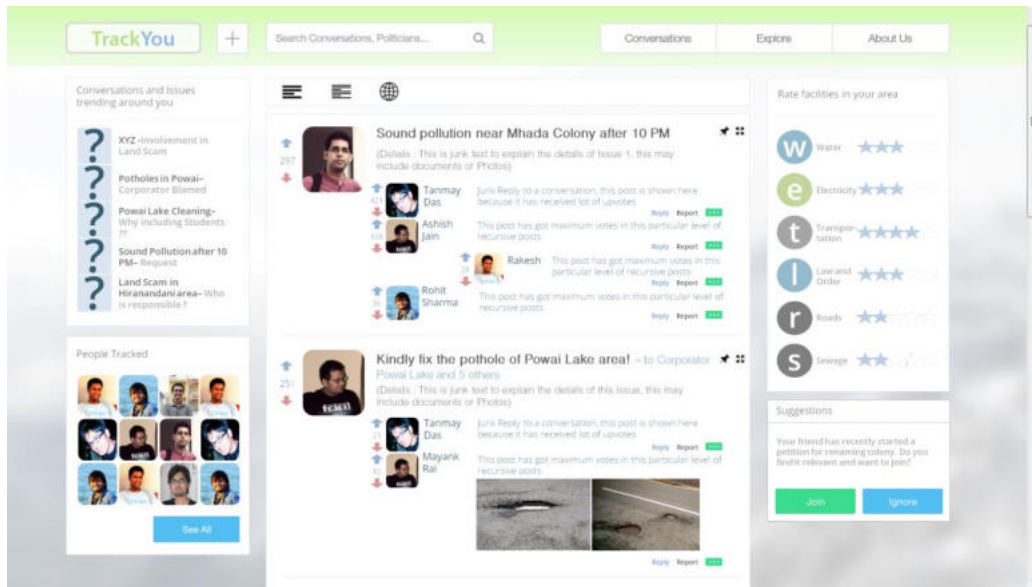 TrackYou
+
Search Conversations, Politicians...
Conversations
Explore
About Us
Conversations and Issues
trending around you
?
XYZ -Involvement in
Land Scam
?
Potholes in Powai-
Corporator Blamed
?
Powai Lake Cleaning-
Why Including Students
??
?
Sound Pollution after 10
PM- Request
?
Land Scam in
Hiranandani area- Who
is responsible?
People Tracked
See All
297
Sound pollution near Mhada Colony after 10 PM
(Details : This is junk text to explain the details of Issue 1, this may
include documents or Photos)
Tanmay
Das
Junk Reply to a conversation, this post is shown here
because it has received lot of upvotes
Reply Report
Ashish
Jain
This post has got maximum votes in this particular level of
recursive posts
Reply Report
Rakesh
This post has got maximum votes in this
particular level of recursive posts
Reply Report
Rohit
Sharma
This post has got maximum votes in this particular level of
recursive posts
Reply Report
251
Kindly fix the pothole of Powai Lake area! - to Corporator
Powai Lake and 5 others
(Details : This is junk text to explain the details of this issue, this may
include documents or Photos)
Tanmay
Das
Junk Reply to a conversation, this post is shown here
because it has received lot of upvotes
Reply Report
Mayank
Rai
This post has got maximum votes in this particular level of
recursive posts
Reply Report
Rate facilities in your area
w
Water
e
Electricity
t
Transpor
tation
l
Law and
Order
r
Roads
s
Sewage
Suggestions
Your friend has recently started a
petition for renaming colony. Do you
find it relevant and want to join?
Join
Ignore